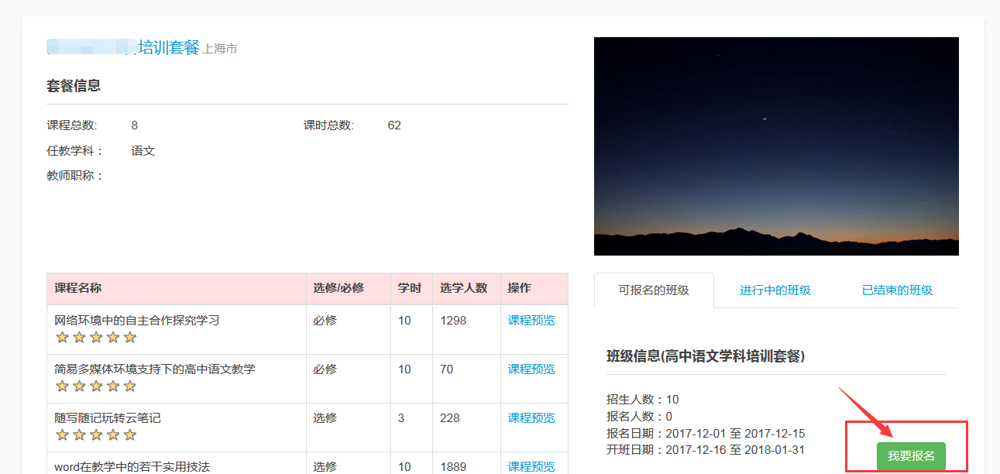 培训套餐 上海市
套餐信息
课程总数: 8 课时总数: 62
任教学科： 语文
教师职称：
课程名称 选修/必修 学时 选学人数 操作
网络环境中的自主合作探究学习 必修 10 1298 课程预览
简易多媒体环境支持下的高中语文教学 必修 10 70 课程预览
随写随记玩转云笔记 选修 3 228 课程预览
word在教学中的若干实用技法 选修 10 1889 课程预览
可报名的班级 进行中的班级 已结束的班级
班级信息(高中语文学科培训套餐)
招生人数：10
报名人数：0
报名日期：2017-12-01 至 2017-12-15
开班日期：2017-12-16 至 2018-01-31
我要报名